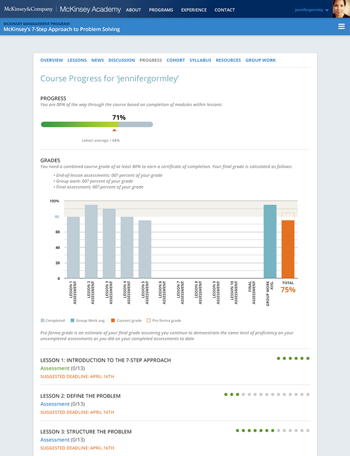 McKinsey&Company McKinsey Academy ABOUT PROGRAMS EXPERIENCE CONTACT jennifergormley
MCKINSEY MANAGEMENT PROGRAM
McKinsey's 7-Step Approach to Problem Solving
OVERVIEW LESSONS NEWS DISCUSSION PROGRESS COHORT SYLLABUS RESOURCES GROUP WORK
Course Progress for 'jennifergormley'
PROGRESS
You are 00% of the way through the course based on completion of modules within lessons:
71%
cohort average = 68%
GRADES
You need a combined course grade of at least 80% to earn a certificate of completion. Your final grade is calculated as follows:
• End-of-lesson assessments: 00? percent of your grade
• Group work: 00? percent of your grade
• Final assessment: 00? percent of your grade
100%
80
60
40
20
0
LESSON 1 ASSESSMENT
LESSON 2 ASSESSMENT
LESSON 3 ASSESSMENT
LESSON 4 ASSESSMENT
LESSON 5 ASSESSMENT
LESSON 6 ASSESSMENT
LESSON 7 ASSESSMENT
LESSON 8 ASSESSMENT
LESSON 9 ASSESSMENT
FINAL ASSESSMENT
GROUP WORK AVG.
TOTAL
75%
Completed Group Work avg. Current grade Pro forma grade
Pro forma grade is an estimate of your final grade assuming you continue to demonstrate the same level of proficiency on your
uncompleted assessments as you did on your completed assessments to date
LESSON 1: INTRODUCTION TO THE 7-STEP APPROACH
Assessment (0/13)
SUGGESTED DEADLINE: APRIL 16TH
LESSON 2: DEFINE THE PROBLEM
Assessment (0/13)
SUGGESTED DEADLINE: APRIL 16TH
LESSON 3: STRUCTURE THE PROBLEM
Assessment (0/13)
SUGGESTED DEADLINE: APRIL 16TH